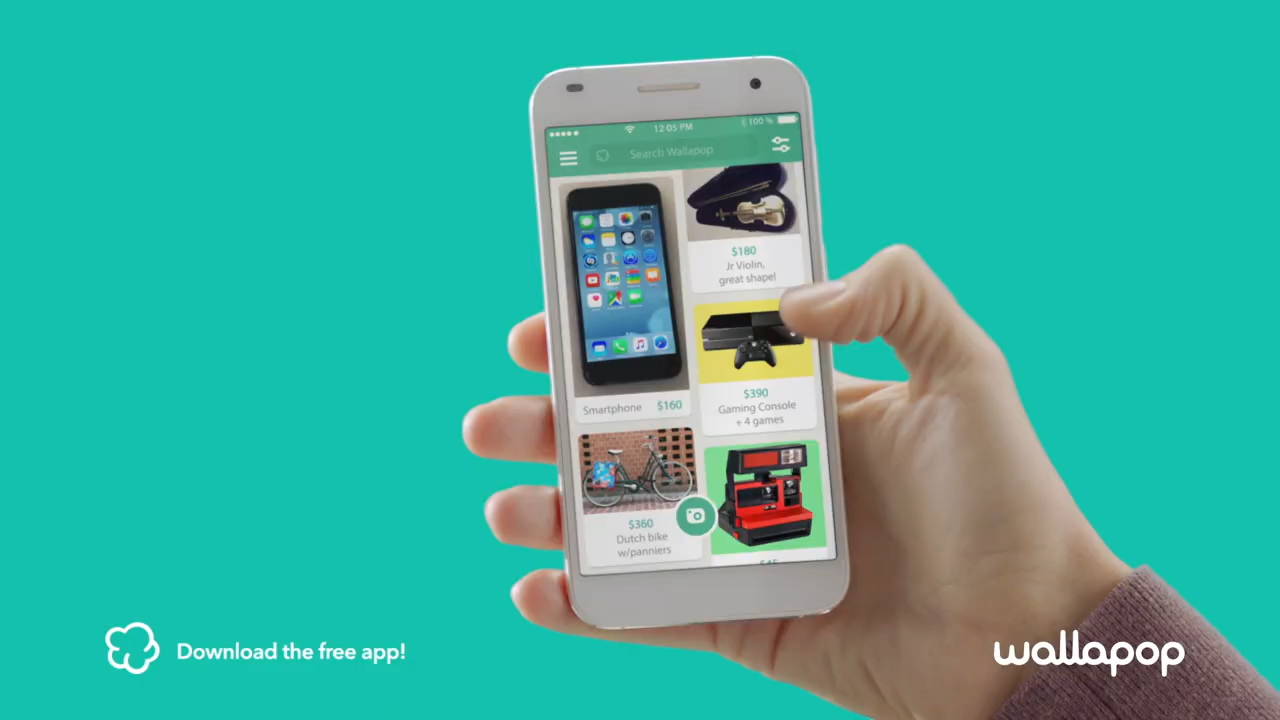 12:05 PM
100 %
Search Wallapop
$180
Jr Violin,
great shape!
Smartphone $160
$390
Gaming Console
+ 4 games
$360
Dutch bike
w/panniers
Download the free app!
wallapop